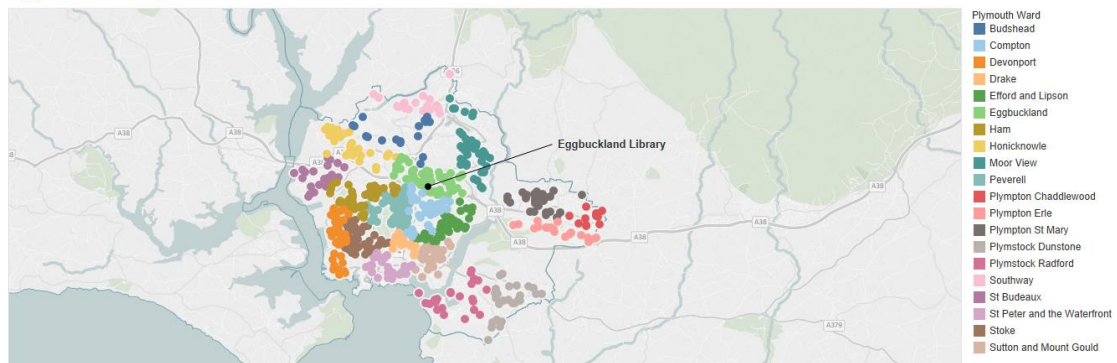 Plymouth Ward
Budshead
Compton
Devonport
Drake
Efford and Lipson
Eggbuckland
Ham
Honicknowle
Moor View
Peverell
Plympton Chaddlewood
Plympton Erle
Plympton St Mary
Plymstock Dunstone
Plymstock Radford
Southway
St Budeaux
St Peter and the Waterfront
Stoke
Sutton and Mount Gould
Eggbuckland Library
A38
A38
A38
A38
A38
A38
A38
A379